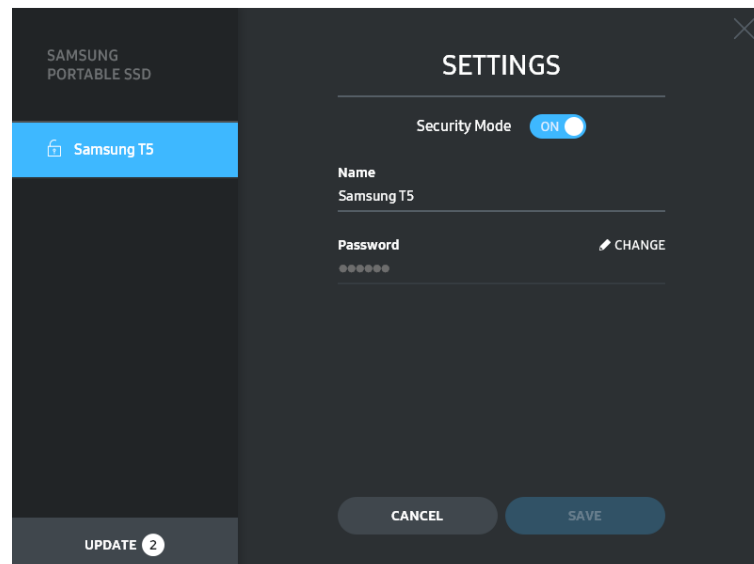 SAMSUNG
PORTABLE SSD
Samsung T5
UPDATE 2
SETTINGS
Security Mode ON
Name
Samsung T5
Password CHANGE
CANCEL SAVE